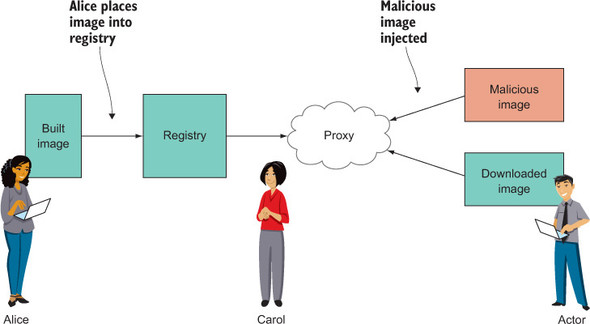 Alice places
image into
registry
Malicious
image
injected
Built
image
Registry
Proxy
Malicious
image
Downloaded
image
Alice
Carol
Actor